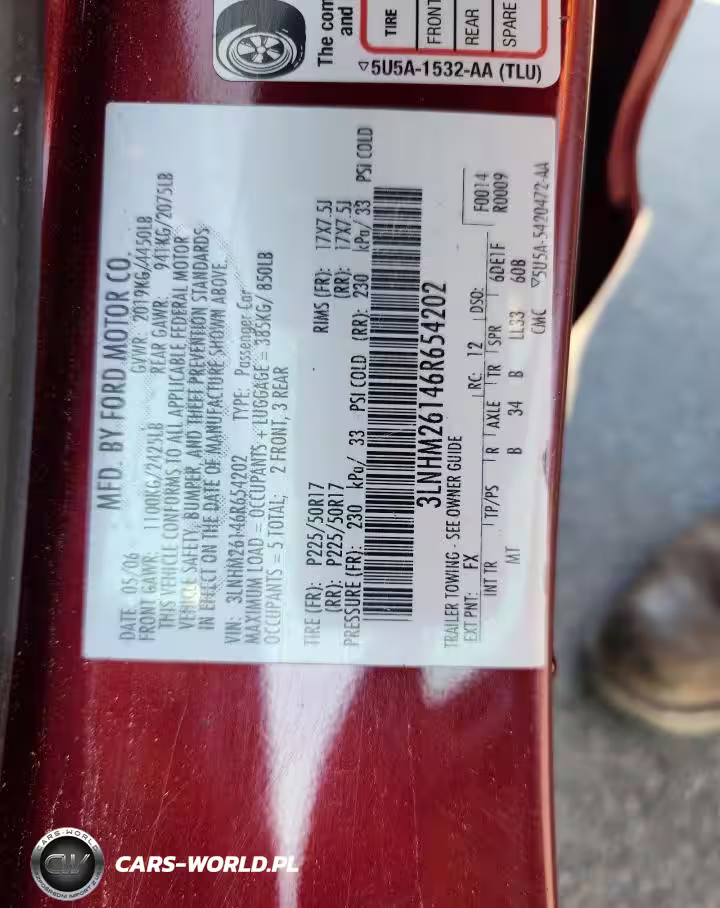 The com
and
TIRE
FRONT
REAR
SPARE
5U5A-1532-AA (TLU)
MFD. BY FORD MOTOR CO.
DATE: 05/06 GVWR: 2019KG/4450LB
FRONT GAWR: 1100KG/2425LB REAR GAWR: 941KG/2075LB
THIS VEHICLE CONFORMS TO ALL APPLICABLE FEDERAL MOTOR
VEHICLE SAFETY, BUMPER, AND THEFT PREVENTION STANDARDS
IN EFFECT ON THE DATE OF MANUFACTURE SHOWN ABOVE.
VIN: 3LNHM26146R654202 TYPE: Passenger Car
MAXIMUM LOAD = OCCUPANTS + LUGGAGE = 385KG/ 850LB
OCCUPANTS = 5 TOTAL; 2 FRONT, 3 REAR
TIRE (FR): P225/50R17 RIMS (FR): 17X7.5J
(RR): P225/50R17 (RR): 17X7.5J
PRESSURE (FR): 230 kPa/ 33 PSI COLD (RR): 230 kPa/ 33 PSI COLD
3LNHM26146R654202
TRAILER TOWING - SEE OWNER GUIDE F0014
R0009
EXT PNT: FX RC: 12 DSO: 6DE1F
INT TR TP/PS R AXLE TR SPR 60B
MT B 34 B LL33
CMC 5U5A-5420472-AA
CARS-WORLD
CW
CARS-WORLD.PL